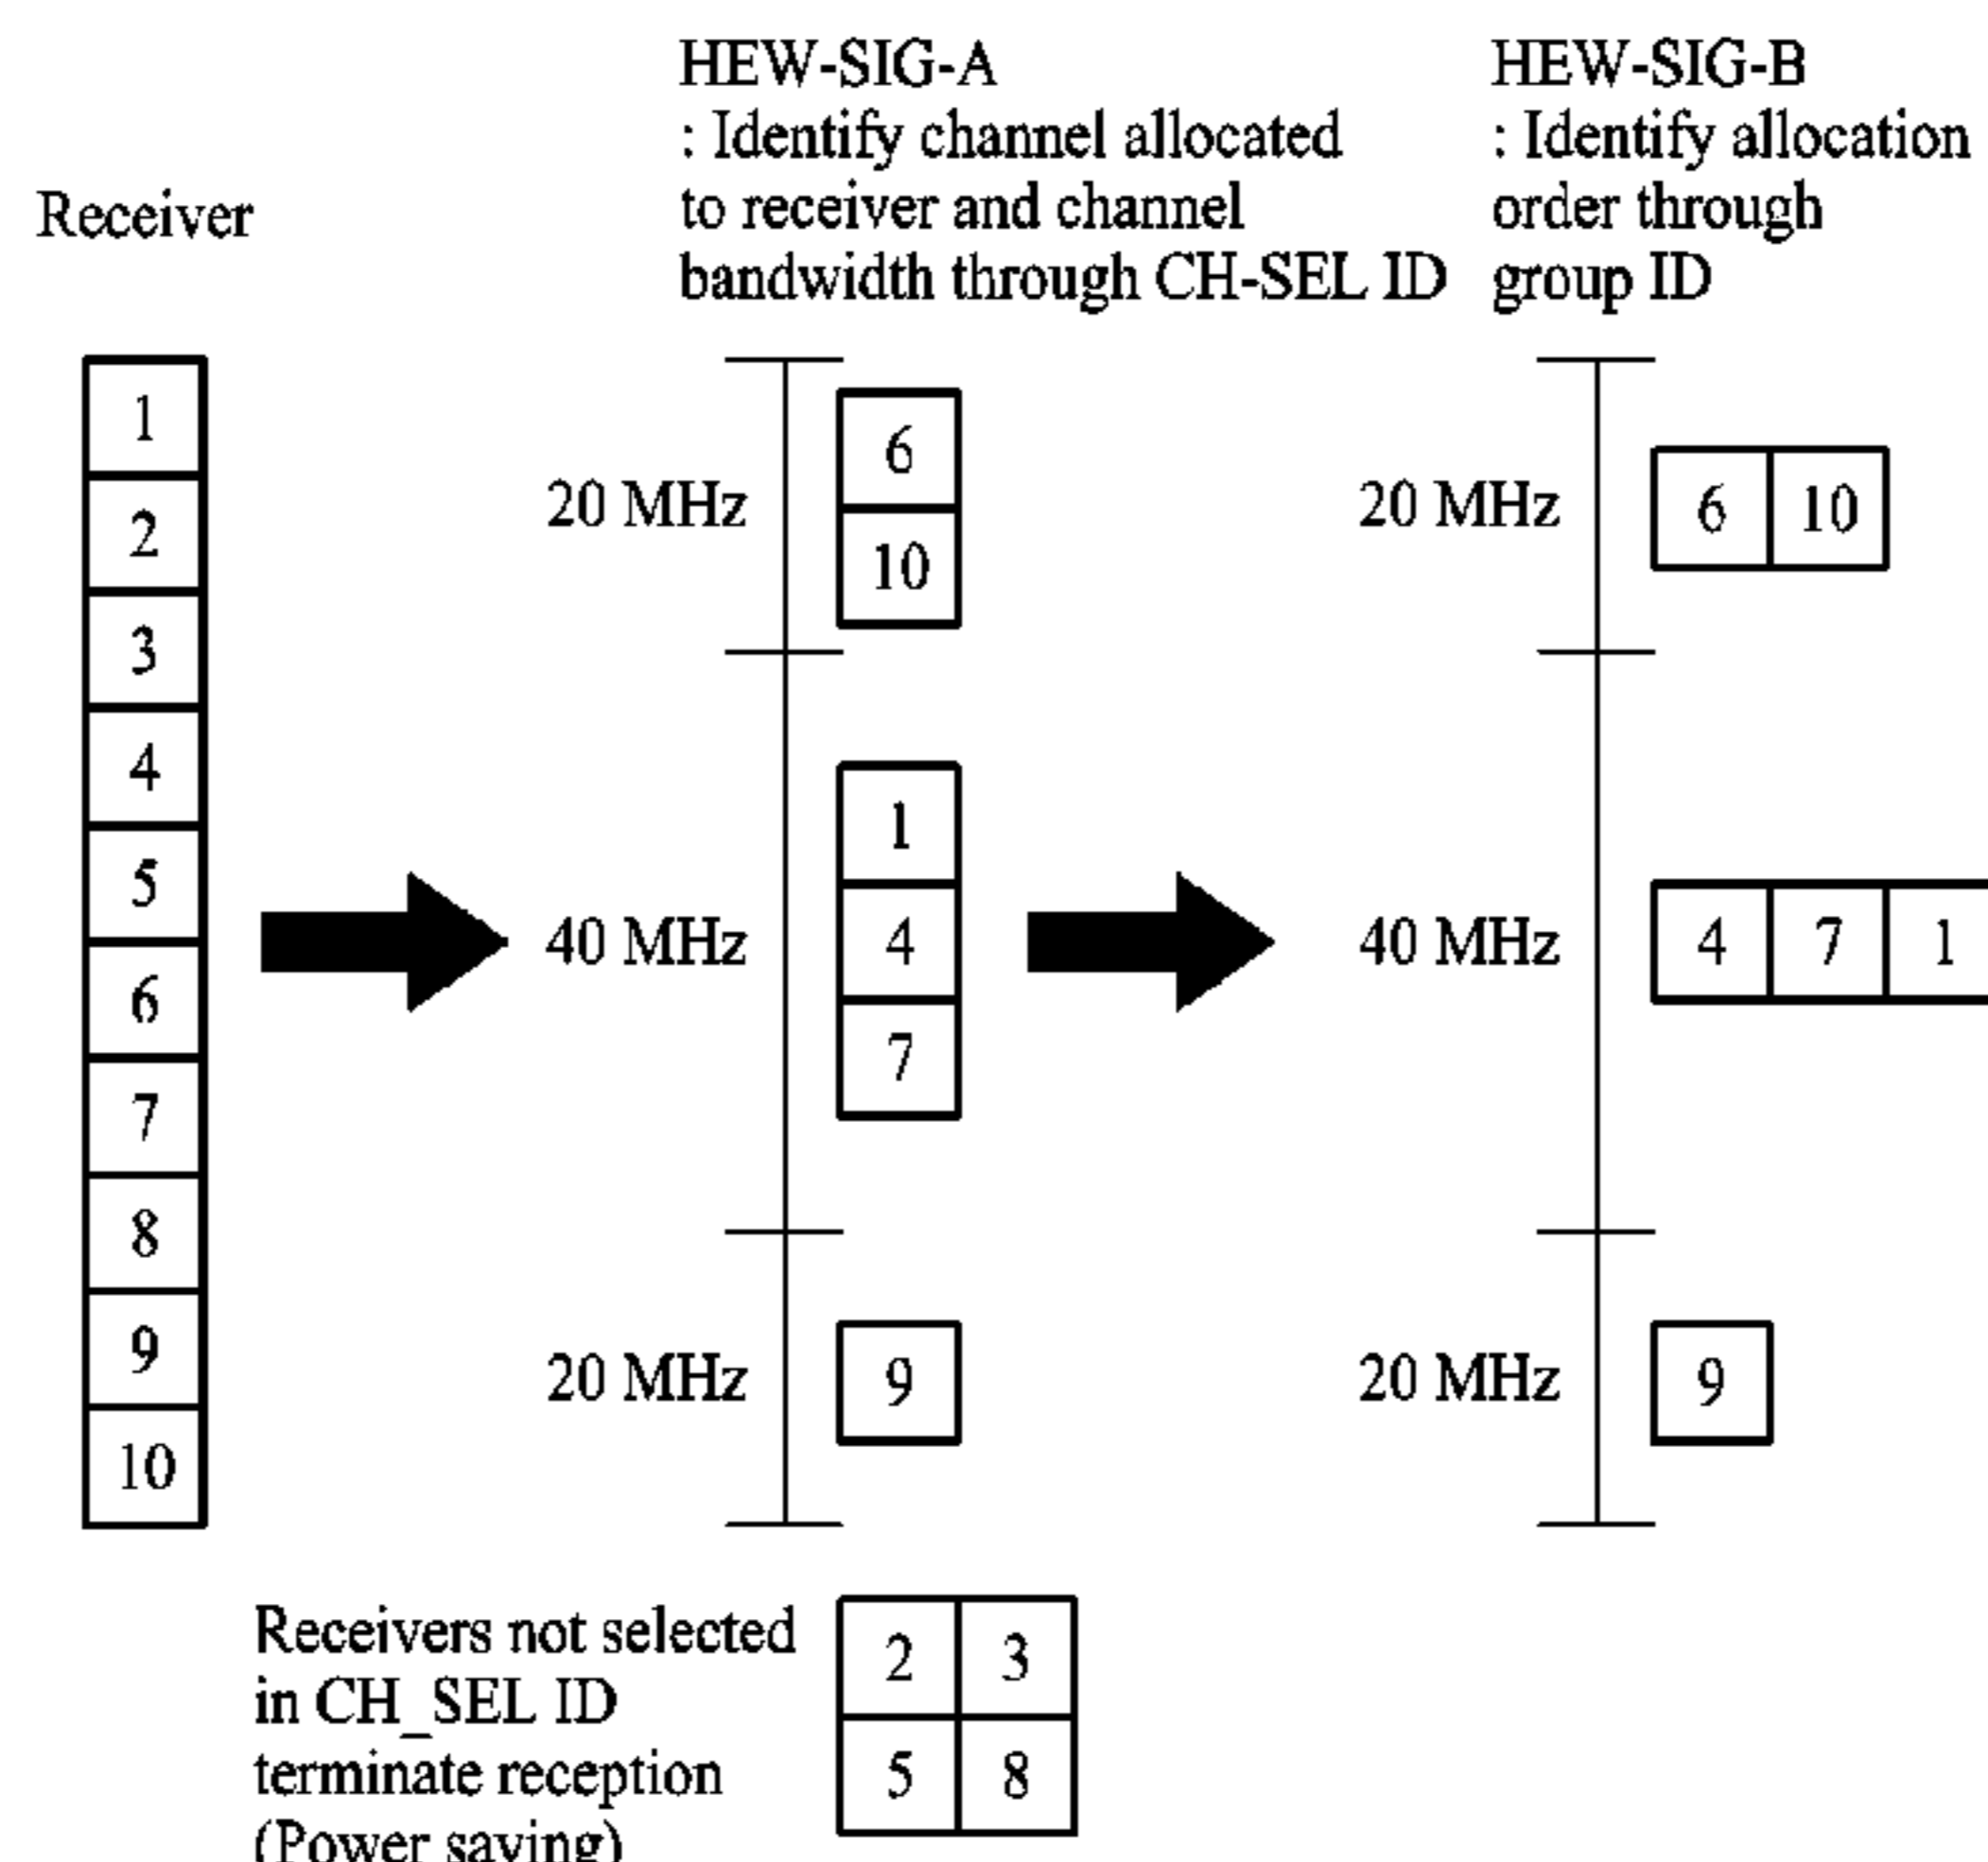 Receiver
HEW-SIG-A
: Identify channel allocated
to receiver and channel
bandwidth through CH-SEL ID
HEW-SIG-B
: Identify allocation
order through
group ID
1
2
3
4
5
6
7
8
9
10
20 MHz
6
10
40 MHz
1
4
7
20 MHz
9
20 MHz
6 10
40 MHz
4 7 1
20 MHz
9
Receivers not selected
in CH_SEL ID
terminate reception
(Power saving)
2 3
5 8